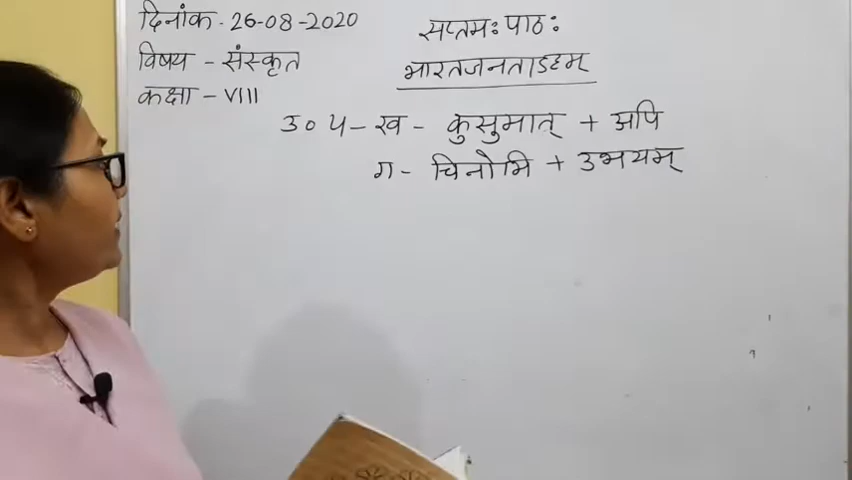 दिनांक - 26-08-2020
विषय - संस्कृत
कक्षा - VIII
सप्तमः पाठः
भारतजनताऽहम्
उ० ५- ख - कुसुमात् + अपि
ग - चिनोमि + उभयम्